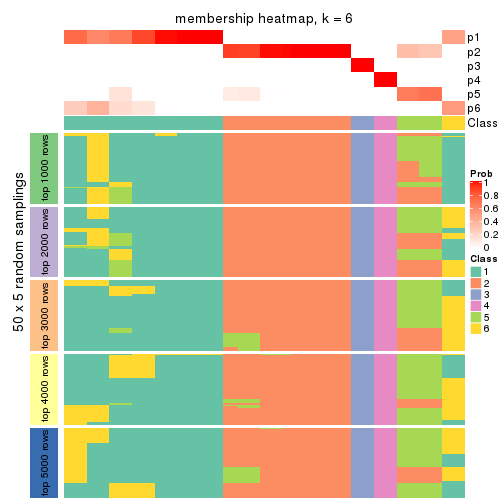 membership heatmap, k = 6
p1
p2
p3
p4
p5
p6
Class
50 x 5 random samplings
top 1000 rows
top 2000 rows
top 3000 rows
top 4000 rows
top 5000 rows
Prob
1
0.8
0.6
0.4
0.2
0
Class
1
2
3
4
5
6